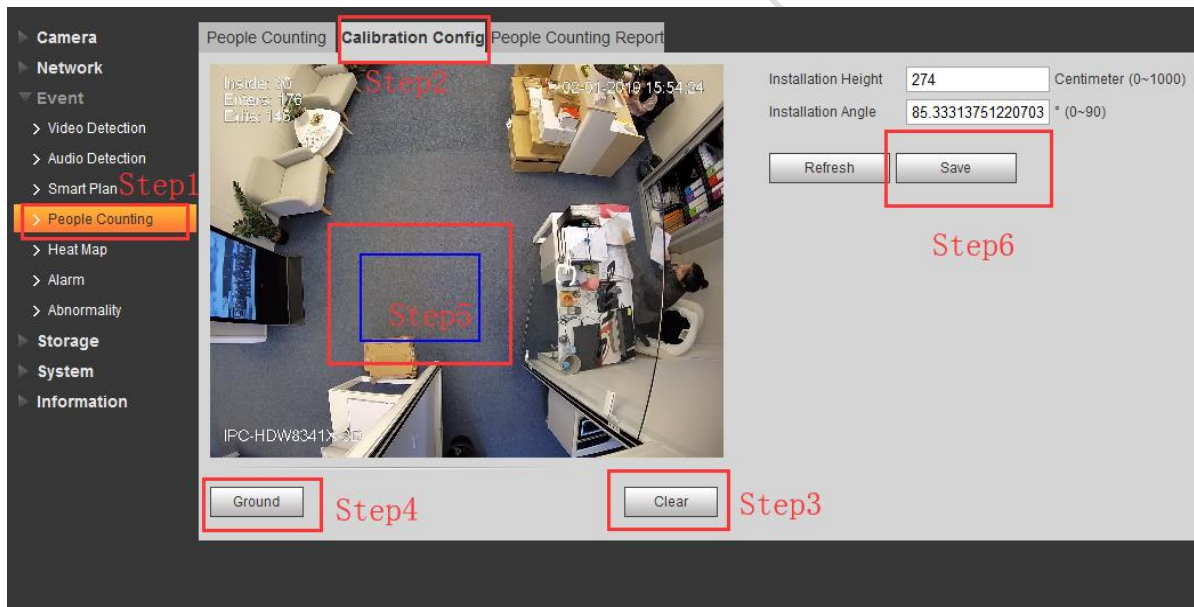 Camera
Network
Event
Video Detection
Audio Detection
Smart Plan
Step1
People Counting
Heat Map
Alarm
Abnormality
Storage
System
Information
People Counting
Calibration Config
People Counting Report
Step2
Enters: 176
Exits: 146
02-01-2019 15:54:24
Step5
IPC-HDW8341X-3D
Ground
Step4
Clear
Step3
Installation Height 274 Centimeter (0~1000)
Installation Angle 85.33313751220703 ° (0~90)
Refresh
Save
Step6